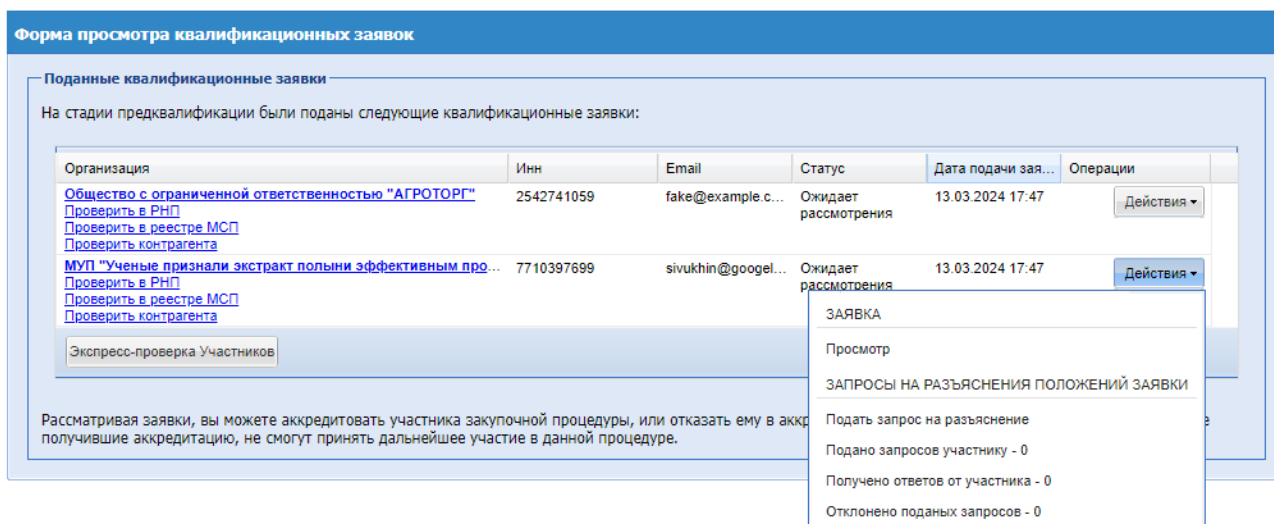 Форма просмотра квалификационных заявок
Поданные квалификационные заявки
На стадии предквалификации были поданы следующие квалификационные заявки:
Организация Инн Email Статус Дата подачи зая... Операции
Общество с ограниченной ответственностью "АГРОТОРГ" 2542741059 fake@example.c... Ожидает 13.03.2024 17:47 Действия
Проверить в РНП рассмотрения
Проверить в реестре МСП
Проверить контрагента
МУП "Ученые признали экстракт полыни эффективным про... 7710397699 sivukhin@googel... Ожидает 13.03.2024 17:47 Действия
Проверить в РНП рассмотрения
Проверить в реестре МСП
Проверить контрагента
Экспресс-проверка Участников
ЗАЯВКА
Просмотр
ЗАПРОСЫ НА РАЗЪЯСНЕНИЯ ПОЛОЖЕНИЙ ЗАЯВКИ
Подать запрос на разъяснение
Подано запросов участнику - 0
Получено ответов от участника - 0
Отклонено поданых запросов - 0
Рассматривая заявки, вы можете аккредитовать участника закупочной процедуры, или отказать ему в
получившие аккредитацию, не смогут принять дальнейшее участие в данной процедуре.